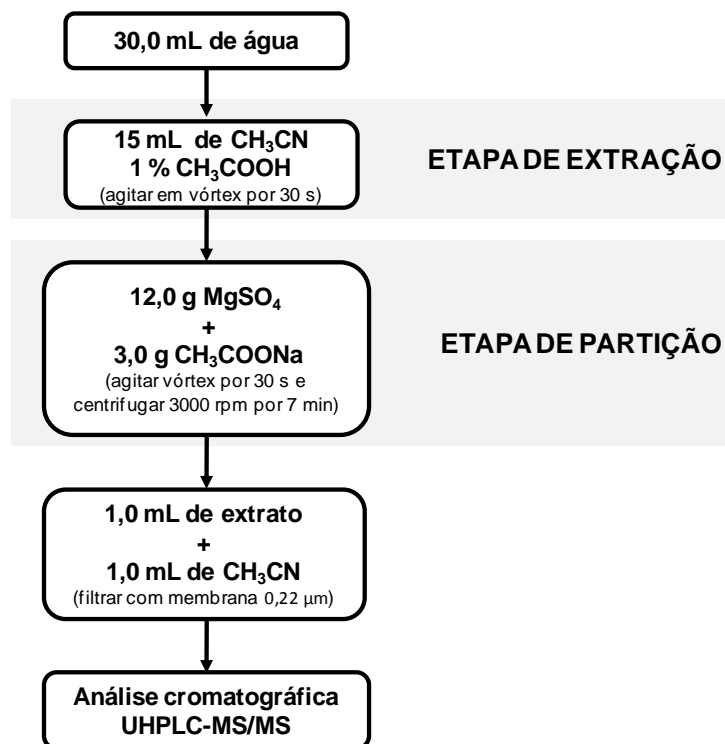 30,0 mL de água
15 mL de CH₃CN
1 % CH₃COOH
(agitar em vórtex por 30 s)
ETAPA DE EXTRAÇÃO
12,0 g MgSO₄
+
3,0 g CH₃COONa
(agitar vórtex por 30 s e
centrifugar 3000 rpm por 7 min)
ETAPA DE PARTIÇÃO
1,0 mL de extrato
+
1,0 mL de CH₃CN
(filtrar com membrana 0,22 µm)
Análise cromatográfica
UHPLC-MS/MS